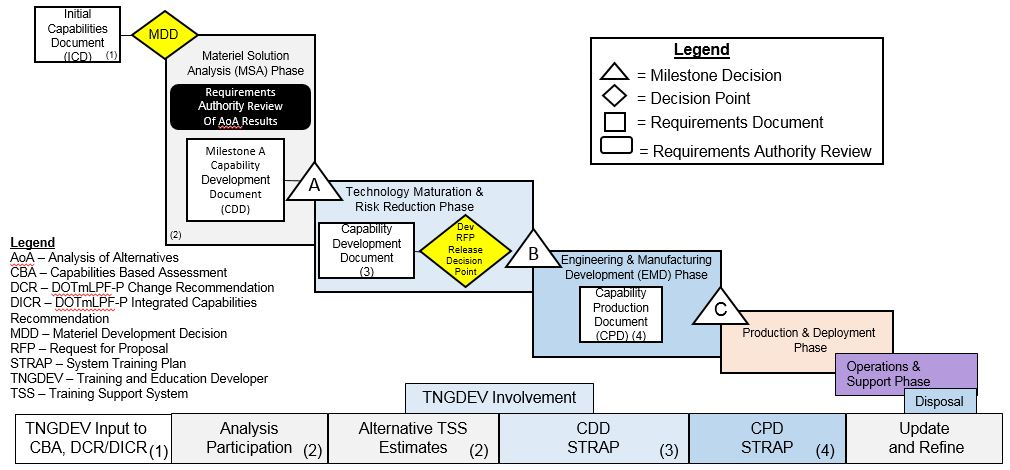 Initial
Capabilities
Document
(ICD) (1)
MDD
Materiel Solution
Analysis (MSA) Phase
Requirements
Authority Review
Of AoA Results
Milestone A
Capability
Development
Document
(CDD)
(2)
A
Technology Maturation &
Risk Reduction Phase
Capability
Development
Document
(3)
Dev
RFP
Release
Decision
Point
B
Engineering & Manufacturing
Development (EMD) Phase
Capability
Production
Document
(CPD) (4)
C
Production & Deployment
Phase
Operations &
Support Phase
Disposal
Legend
= Milestone Decision
= Decision Point
= Requirements Document
= Requirements Authority Review
Legend
AoA – Analysis of Alternatives
CBA – Capabilities Based Assessment
DCR – DOTmLPF-P Change Recommendation
DICR – DOTmLPF-P Integrated Capabilities
Recommendation
MDD – Materiel Development Decision
RFP – Request for Proposal
STRAP – System Training Plan
TNGDEV – Training and Education Developer
TSS – Training Support System
TNGDEV Involvement
TNGDEV Input to
CBA, DCR/DICR (1)
Analysis
Participation (2)
Alternative TSS
Estimates (2)
CDD
STRAP (3)
CPD
STRAP (4)
Update
and Refine